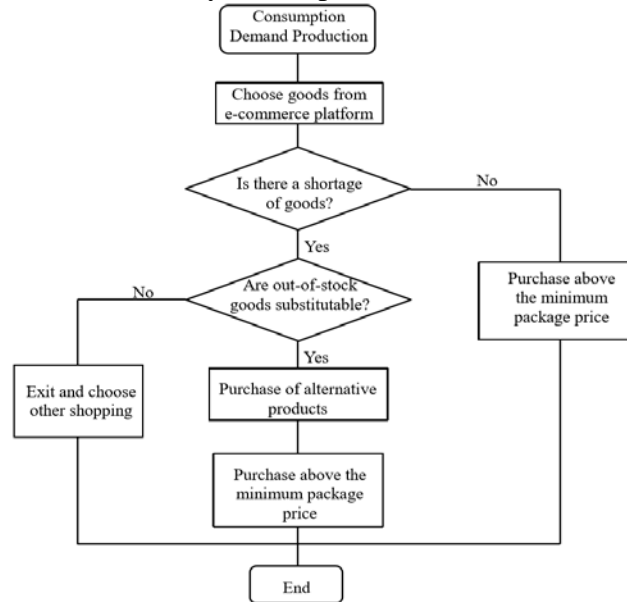 Consumption
Demand Production
Choose goods from
e-commerce platform
Is there a shortage
of goods?
No
Yes
Purchase above
the minimum
package price
Are out-of-stock
goods substitutable?
No
Yes
Exit and choose
other shopping
Purchase of alternative
products
Purchase above the
minimum package
price
End